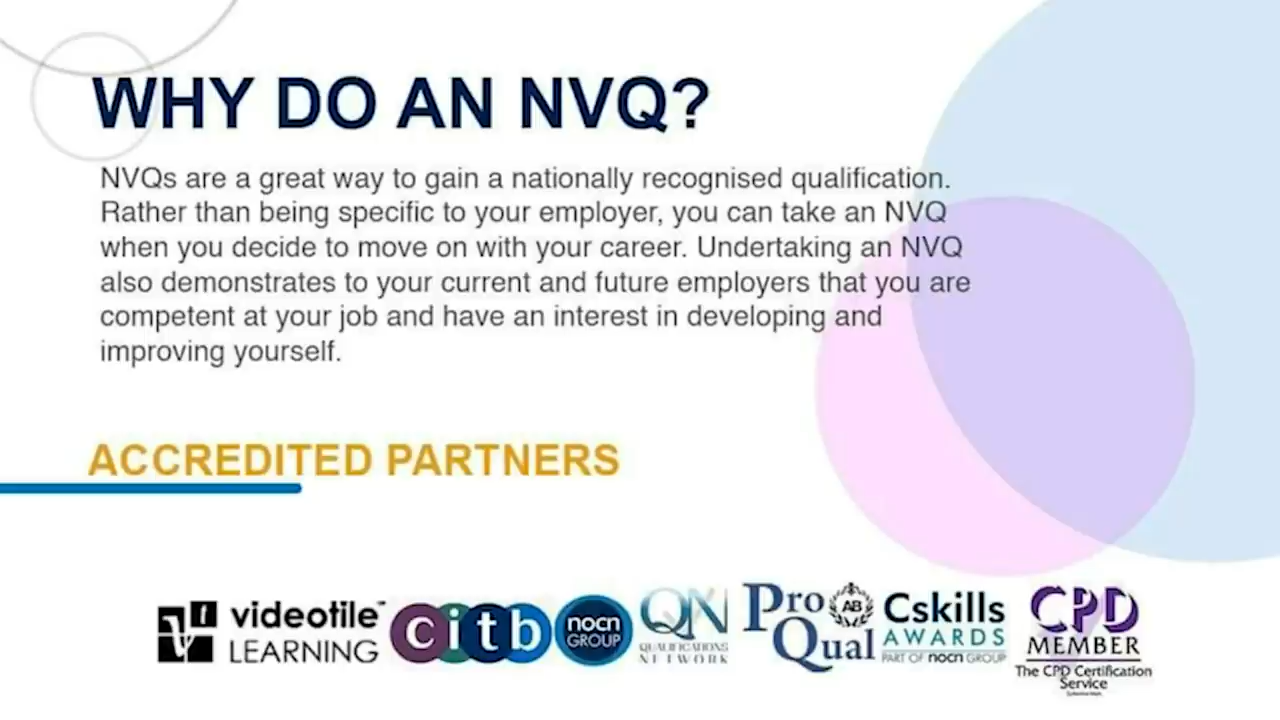 WHY DO AN NVQ?
NVQs are a great way to gain a nationally recognised qualification.
Rather than being specific to your employer, you can take an NVQ
when you decide to move on with your career. Undertaking an NVQ
also demonstrates to your current and future employers that you are
competent at your job and have an interest in developing and
improving yourself.
ACCREDITED PARTNERS
videotile
LEARNING
citb
nocn
GROUP
QN
QUALIFICATIONS
NETWORK
Pro
Qual
AB
Cskills
AWARDS
PART OF nocn GROUP
CPD
MEMBER
The CPD Certification
Service